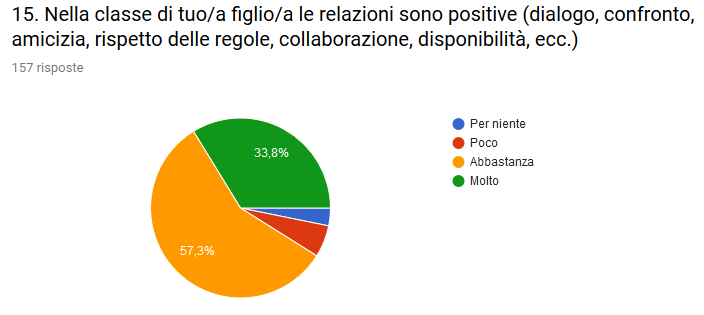 15. Nella classe di tuo/a figlio/a le relazioni sono positive (dialogo, confronto,
amicizia, rispetto delle regole, collaborazione, disponibilità, ecc.)
157 risposte
33,8%
57,3%
Per niente
Poco
Abbastanza
Molto